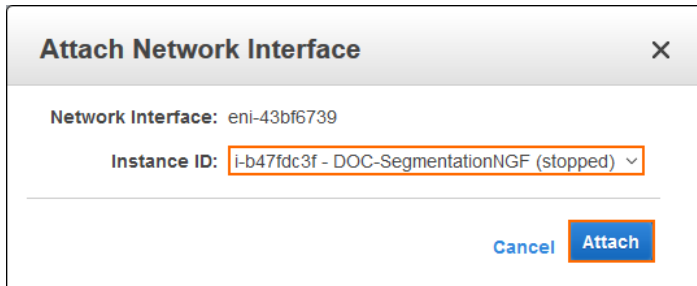 Attach Network Interface
Network Interface: eni-43bf6739
Instance ID: i-b47fdc3f - DOC-SegmentationNGF (stopped)
Cancel Attach